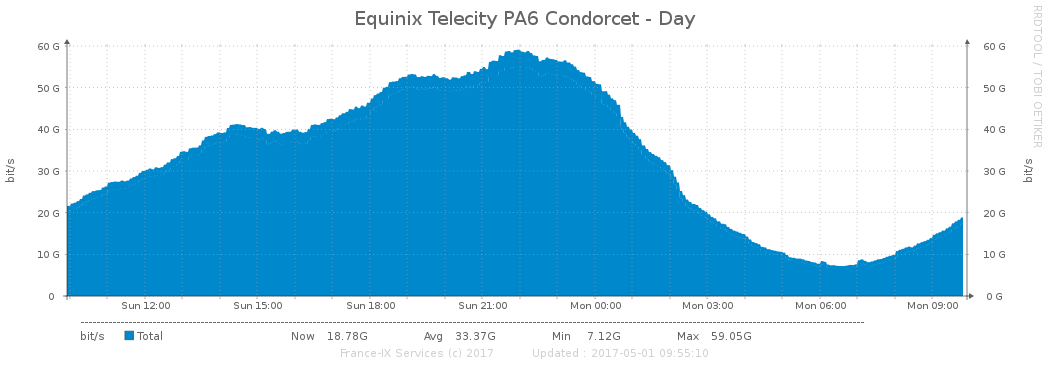 Equinix Telecity PA6 Condorcet - Day
RRDTOOL / TOBI OETIKER
60 G 60 G
50 G 50 G
40 G 40 G
30 G 30 G
20 G 20 G
10 G 10 G
0 0 G
bit/s
bit/s
Sun 12:00 Sun 15:00 Sun 18:00 Sun 21:00 Mon 00:00 Mon 03:00 Mon 06:00 Mon 09:00
bit/s Total Now 18.78G Avg 33.37G Min 7.12G Max 59.05G
France-IX Services (c) 2017 Updated : 2017-05-01 09:55:10